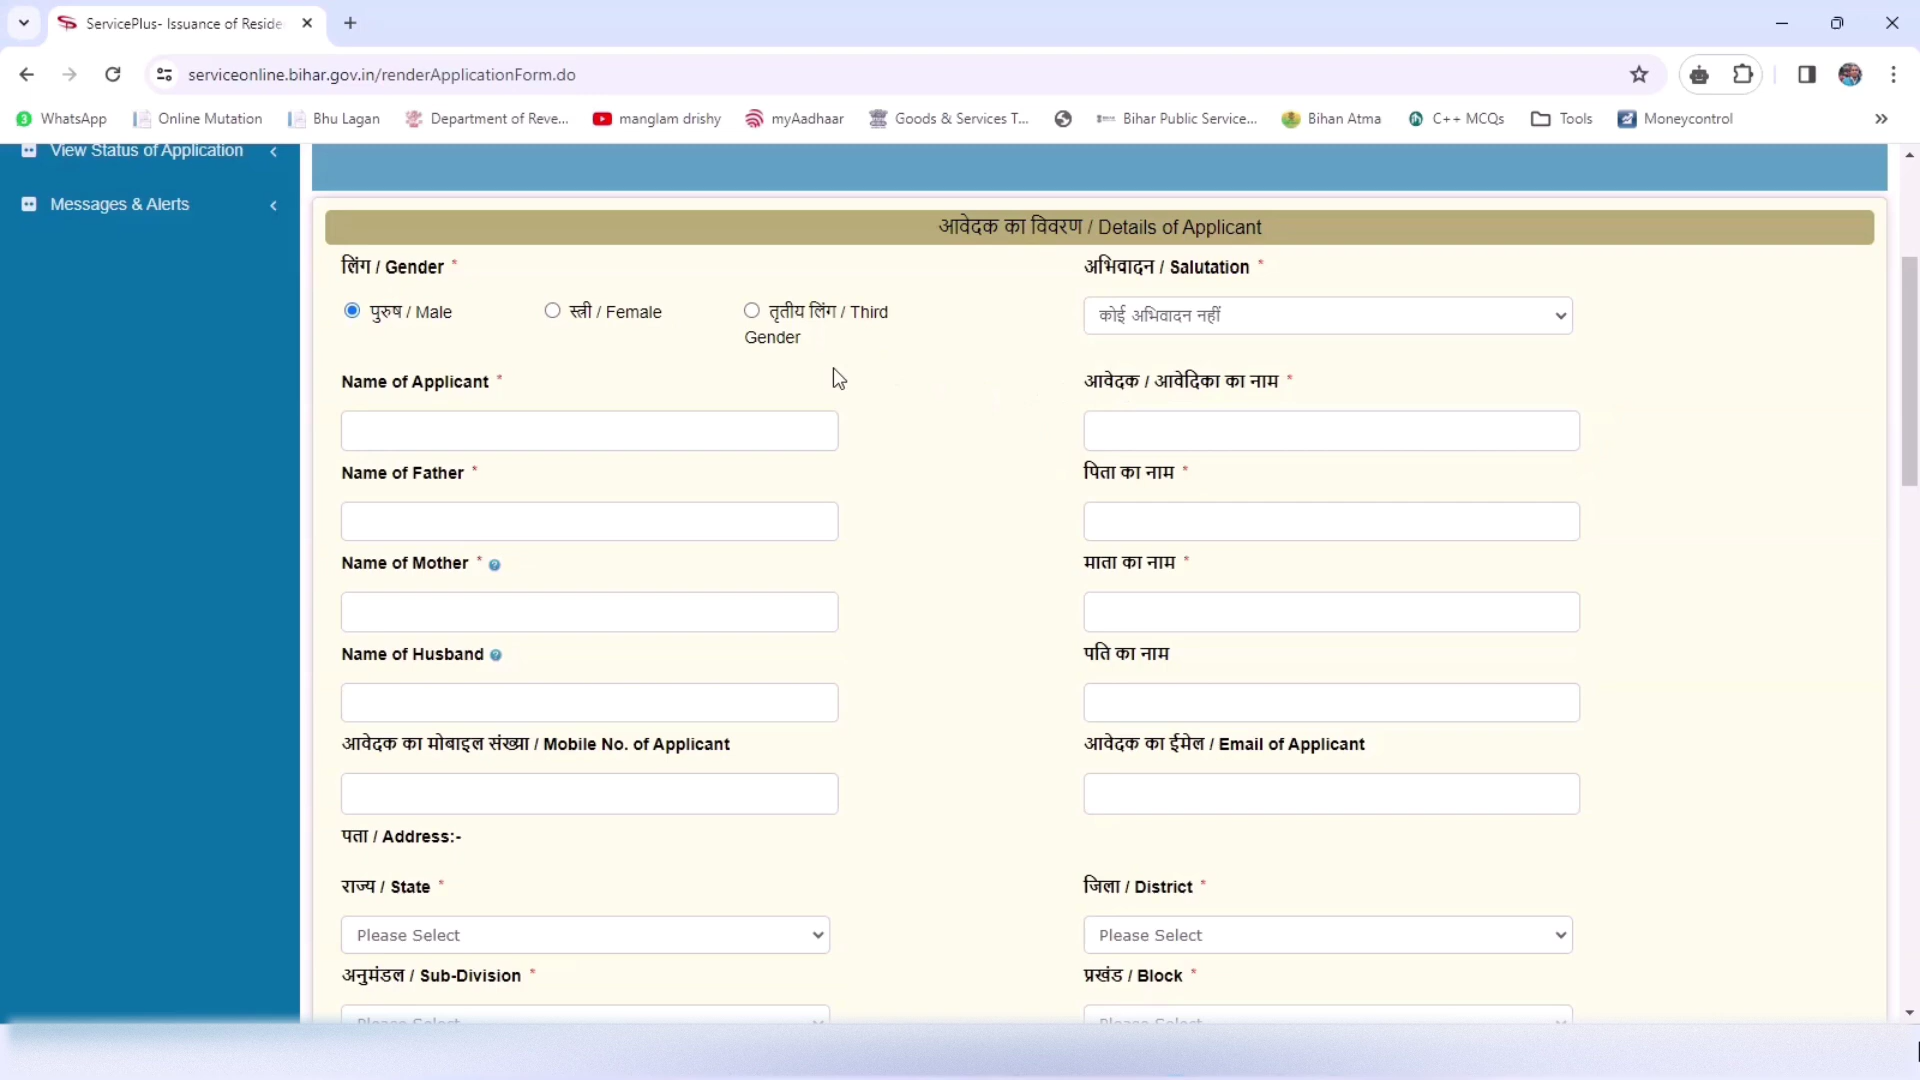 ServicePlus- Issuance of Reside
serviceonline.bihar.gov.in/renderApplicationForm.do
WhatsApp Online Mutation Bhu Lagan Department of Reve... manglam drishy myAadhaar Goods & Services T... Bihar Public Service... Bihan Atma C++ MCQs Tools Moneycontrol
View Status of Application
Messages & Alerts
आवेदक का विवरण / Details of Applicant
लिंग / Gender * अभिवादन / Salutation *
पुरुष / Male स्त्री / Female तृतीय लिंग / Third Gender कोई अभिवादन नहीं
Name of Applicant * आवेदक / आवेदिका का नाम *
Name of Father * पिता का नाम *
Name of Mother * माता का नाम *
Name of Husband पति का नाम
आवेदक का मोबाइल संख्या / Mobile No. of Applicant आवेदक का ईमेल / Email of Applicant
पता / Address:-
राज्य / State * जिला / District *
Please Select Please Select
अनुमंडल / Sub-Division * प्रखंड / Block *
Please Select Please Select